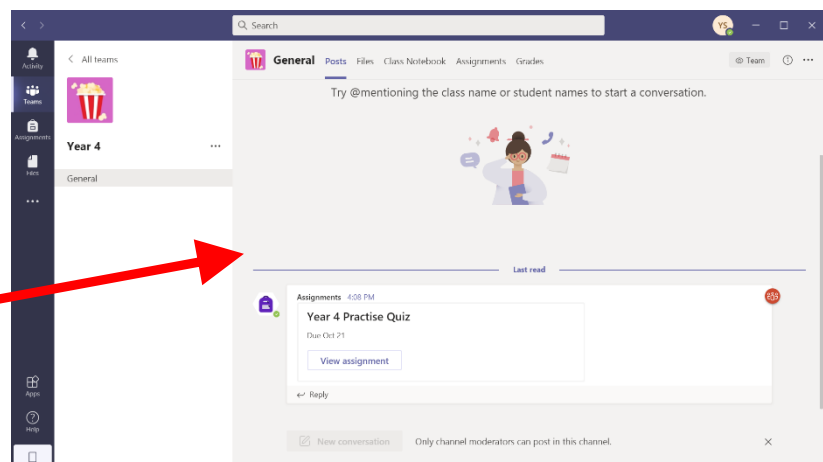 Search
YS
Activity
Teams
Assignments
Files
Apps
Help
All teams
Year 4
General
General Posts Files Class Notebook Assignments Grades
Team
Try @mentioning the class name or student names to start a conversation.
Last read
Assignments 4:08 PM
Year 4 Practise Quiz
Due Oct 21
View assignment
Reply
New conversation Only channel moderators can post in this channel.